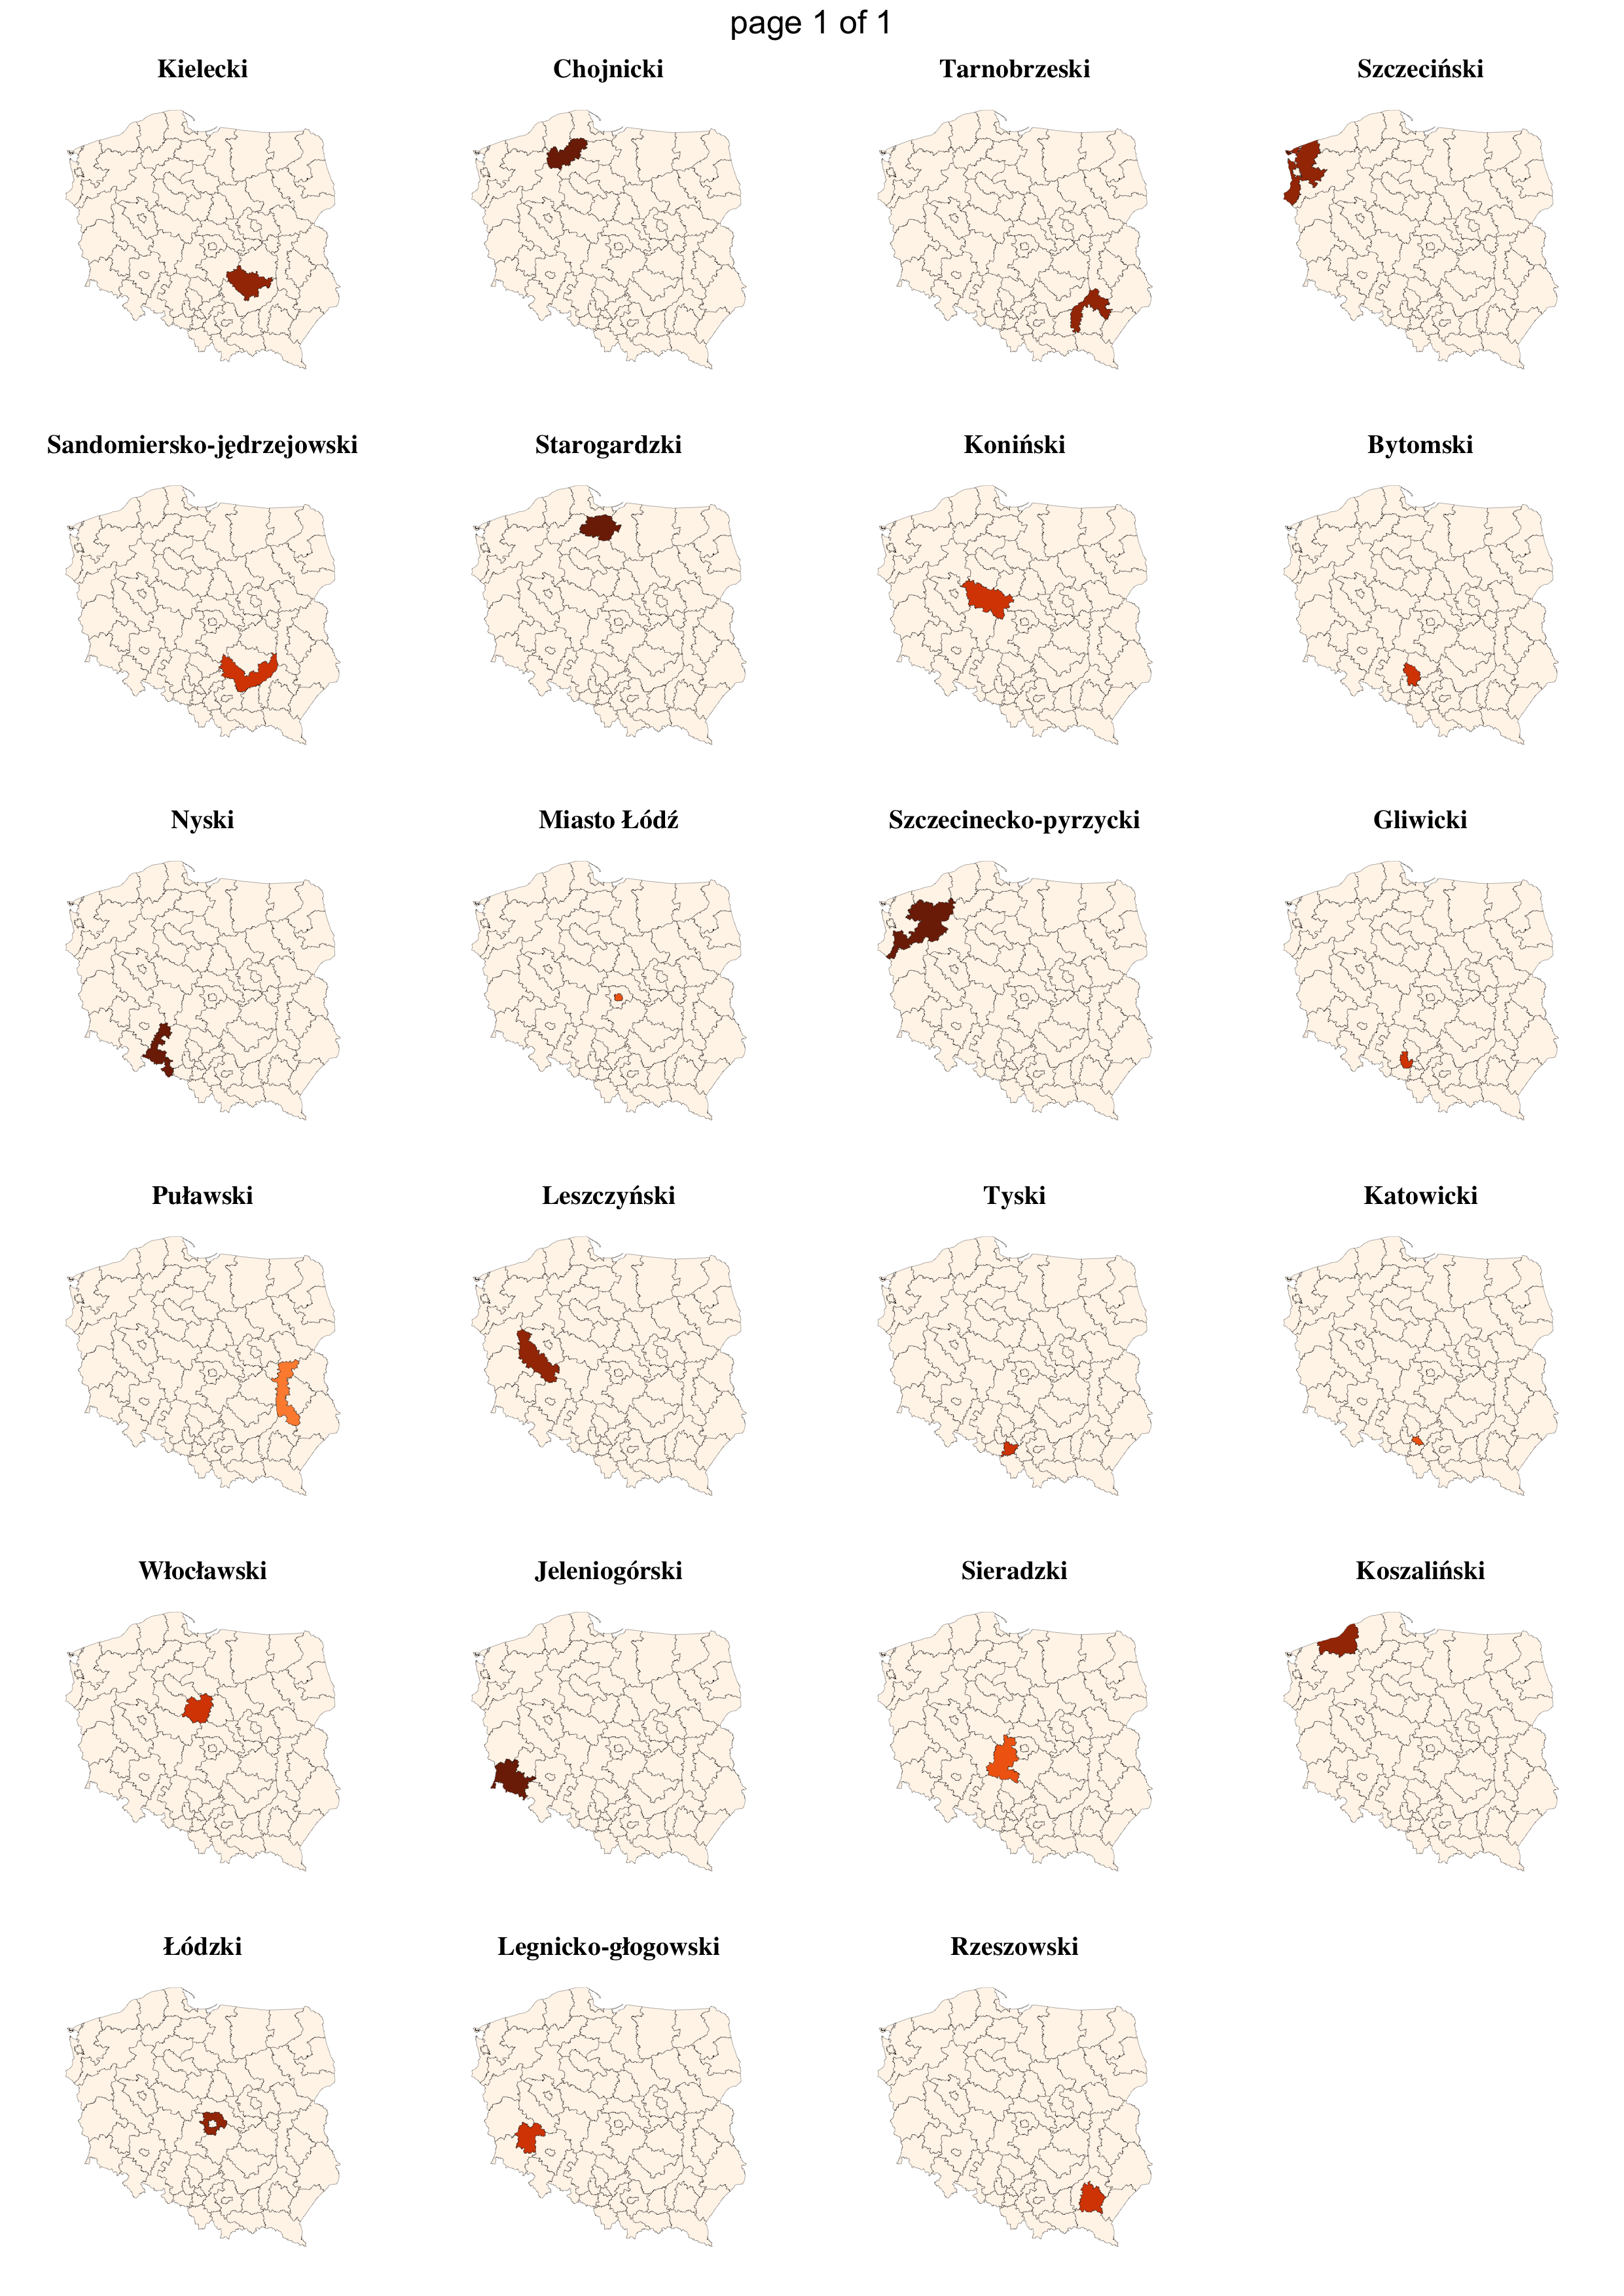 page 1 of 1
Kielecki
Chojnicki
Tarnobrzeski
Szczeciński
Sandomiersko-jędrzejowski
Starogardzki
Koniński
Bytomski
Nyski
Miasto Łódź
Szczecinecko-pyrzycki
Gliwicki
Puławski
Leszczyński
Tyski
Katowicki
Włocławski
Jeleniogórski
Sieradzki
Koszaliński
Łódzki
Legnicko-głogowski
Rzeszowski